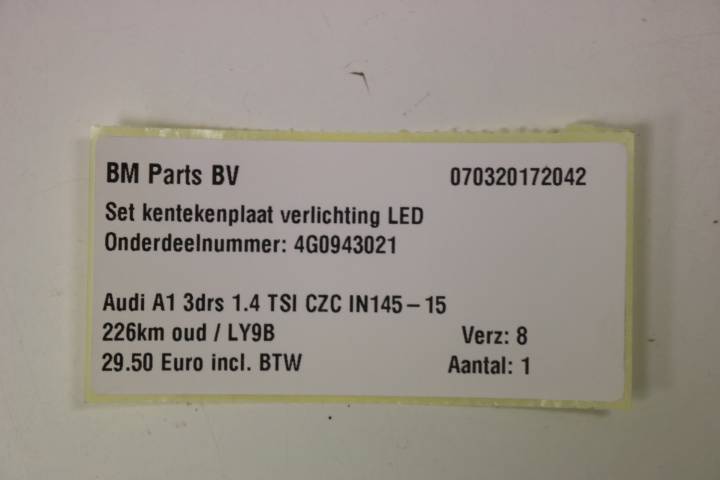 BM Parts BV 070320172042
Set kentekenplaat verlichting LED
Onderdeelnummer: 4G0943021
Audi A1 3drs 1.4 TSI CZC IN145-15
226km oud / LY9B Verz: 8
29.50 Euro incl. BTW Aantal: 1